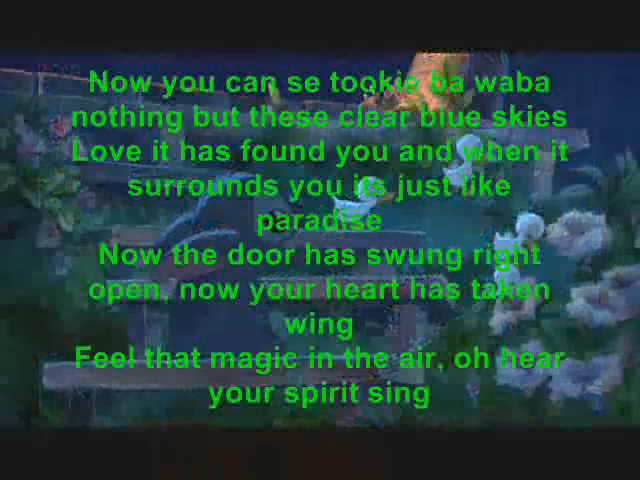 Now you can se tookie ba waba
nothing but these clear blue skies
Love it has found you and when it
surrounds you its just like
paradise
Now the door has swung right
open, now your heart has taken
wing
Feel that magic in the air, oh hear
your spirit sing